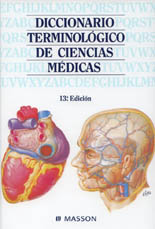 DICCIONARIO
TERMINOLÓGICO
DE CIENCIAS
MÉDICAS
13.ª Edición
MASSON